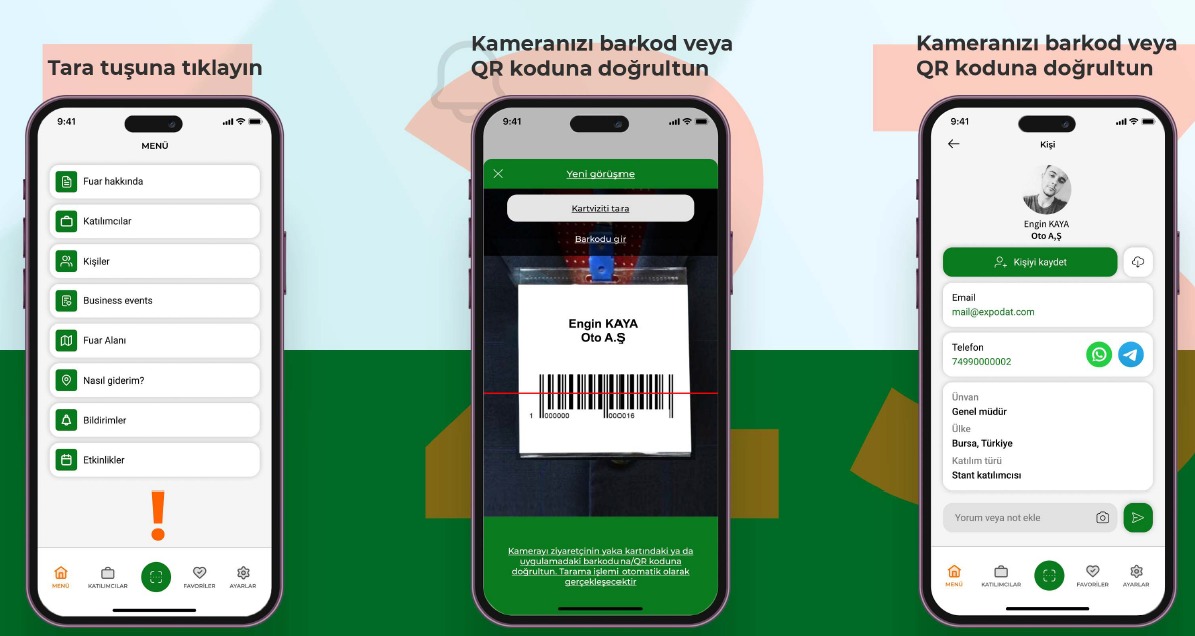 Tara tuşuna tıklayın
9:41
MENÜ
Fuar hakkında
Katılımcılar
Kişiler
Business events
Fuar Alanı
Nasıl giderim?
Bildirimler
Etkinlikler
!
MENÜ
KATILIMCILAR
FAVORİLER
AYARLAR
Kameranızı barkod veya
QR koduna doğrultun
9:41
Yeni görüşme
Kartviziti tara
Barkodu gir
Engin KAYA
Oto A.Ş
1 000000 000016
Kamerayı ziyaretçinin yaka kartındaki ya da
uygulamadaki barkoduna/QR koduna
doğrultun. Tarama işlemi otomatik olarak
gerçekleşecektir
Kameranızı barkod veya
QR koduna doğrultun
9:41
Kişi
Engin KAYA
Oto A,Ş
Kişiyi kaydet
Email
mail@expodat.com
Telefon
74990000002
Ünvan
Genel müdür
Ülke
Bursa, Türkiye
Katılım türü
Stant katılımcısı
Yorum veya not ekle
MENÜ
KATILIMCILAR
FAVORİLER
AYARLAR